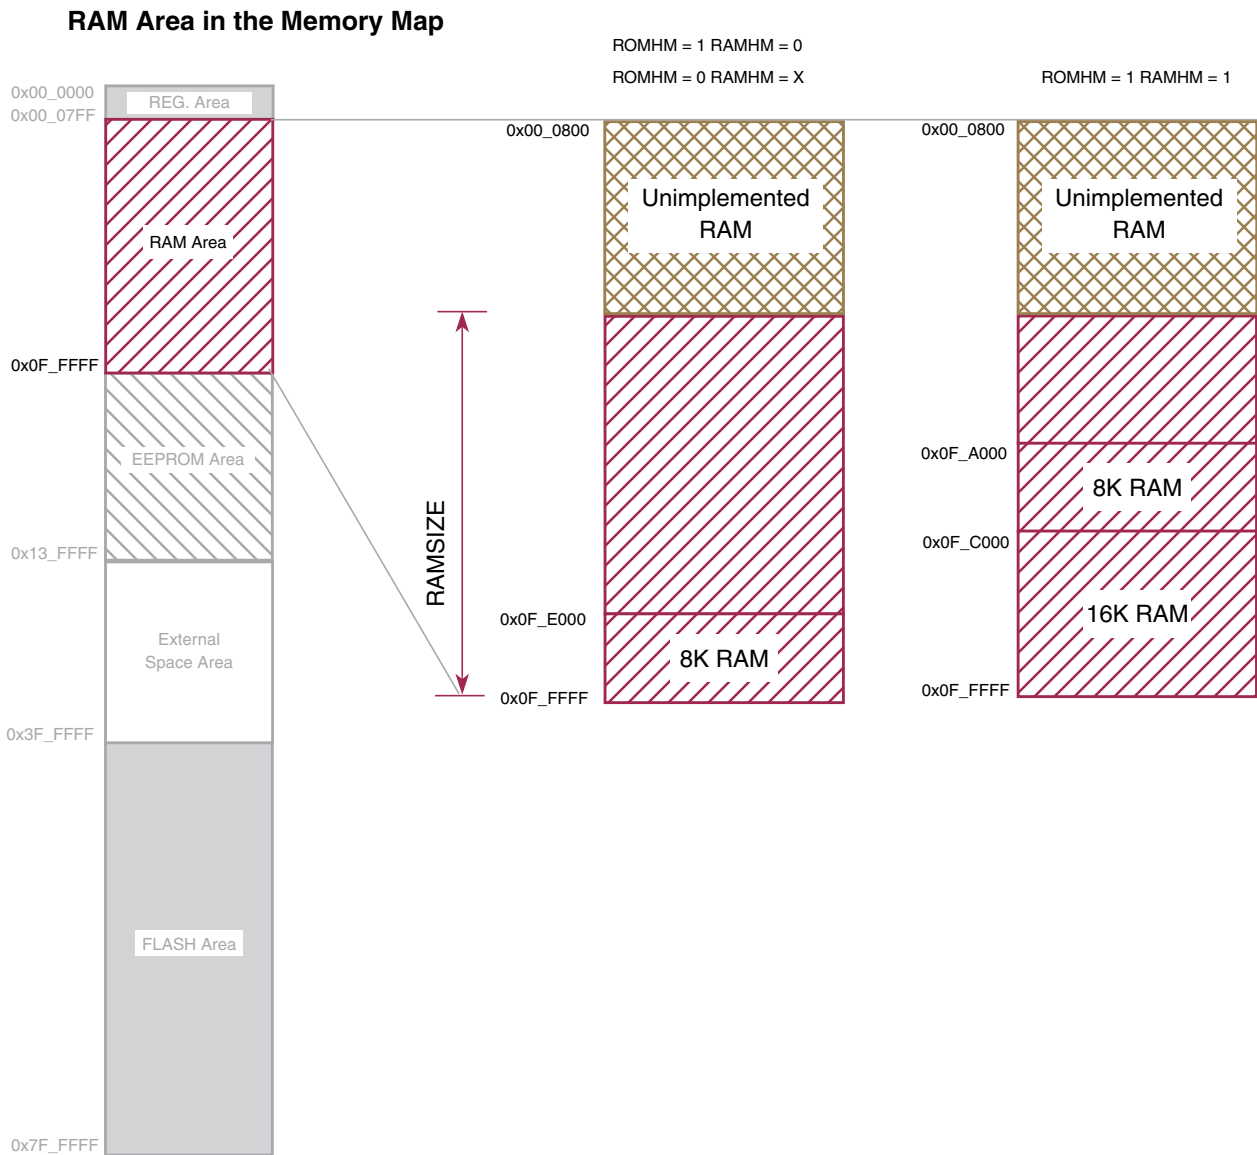 RAM Area in the Memory Map
ROMHM = 1 RAMHM = 0
ROMHM = 0 RAMHM = X
ROMHM = 1 RAMHM = 1
0x00_0000
REG. Area
0x00_07FF
RAM Area
0x0F_FFFF
EEPROM Area
0x13_FFFF
External
Space Area
0x3F_FFFF
FLASH Area
0x7F_FFFF
RAMSIZE
0x00_0800
Unimplemented
RAM
0x0F_E000
8K RAM
0x0F_FFFF
0x00_0800
Unimplemented
RAM
0x0F_A000
8K RAM
0x0F_C000
16K RAM
0x0F_FFFF